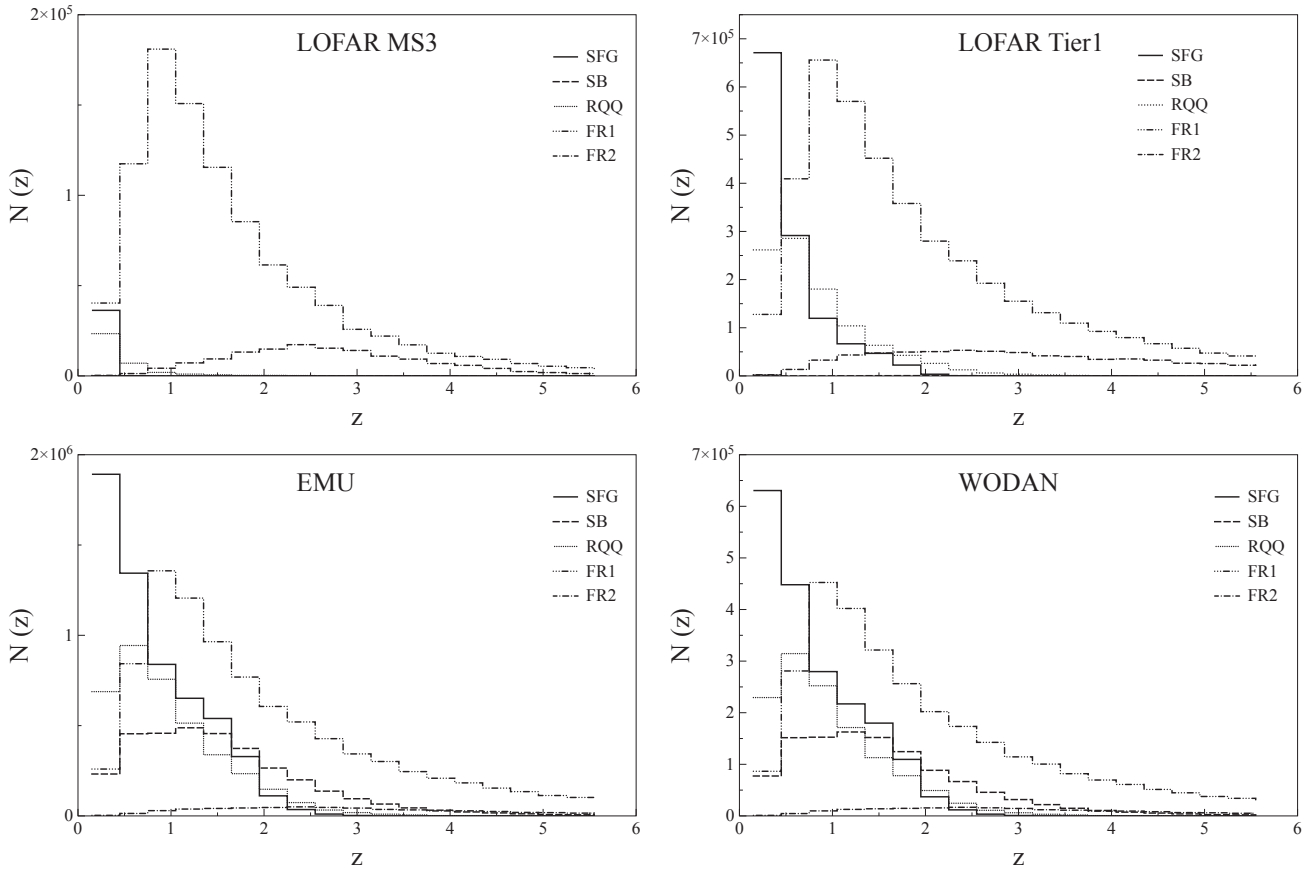 LOFAR MS3
2×10⁵
1
0
N (z)
0 1 2 3 4 5 6
z
SFG
SB
RQQ
FR1
FR2
LOFAR Tier1
7×10⁵
6
5
4
3
2
1
0
N (z)
0 1 2 3 4 5 6
z
SFG
SB
RQQ
FR1
FR2
EMU
2×10⁶
1
0
N (z)
0 1 2 3 4 5 6
z
SFG
SB
RQQ
FR1
FR2
WODAN
7×10⁵
6
5
4
3
2
1
0
N (z)
0 1 2 3 4 5 6
z
SFG
SB
RQQ
FR1
FR2